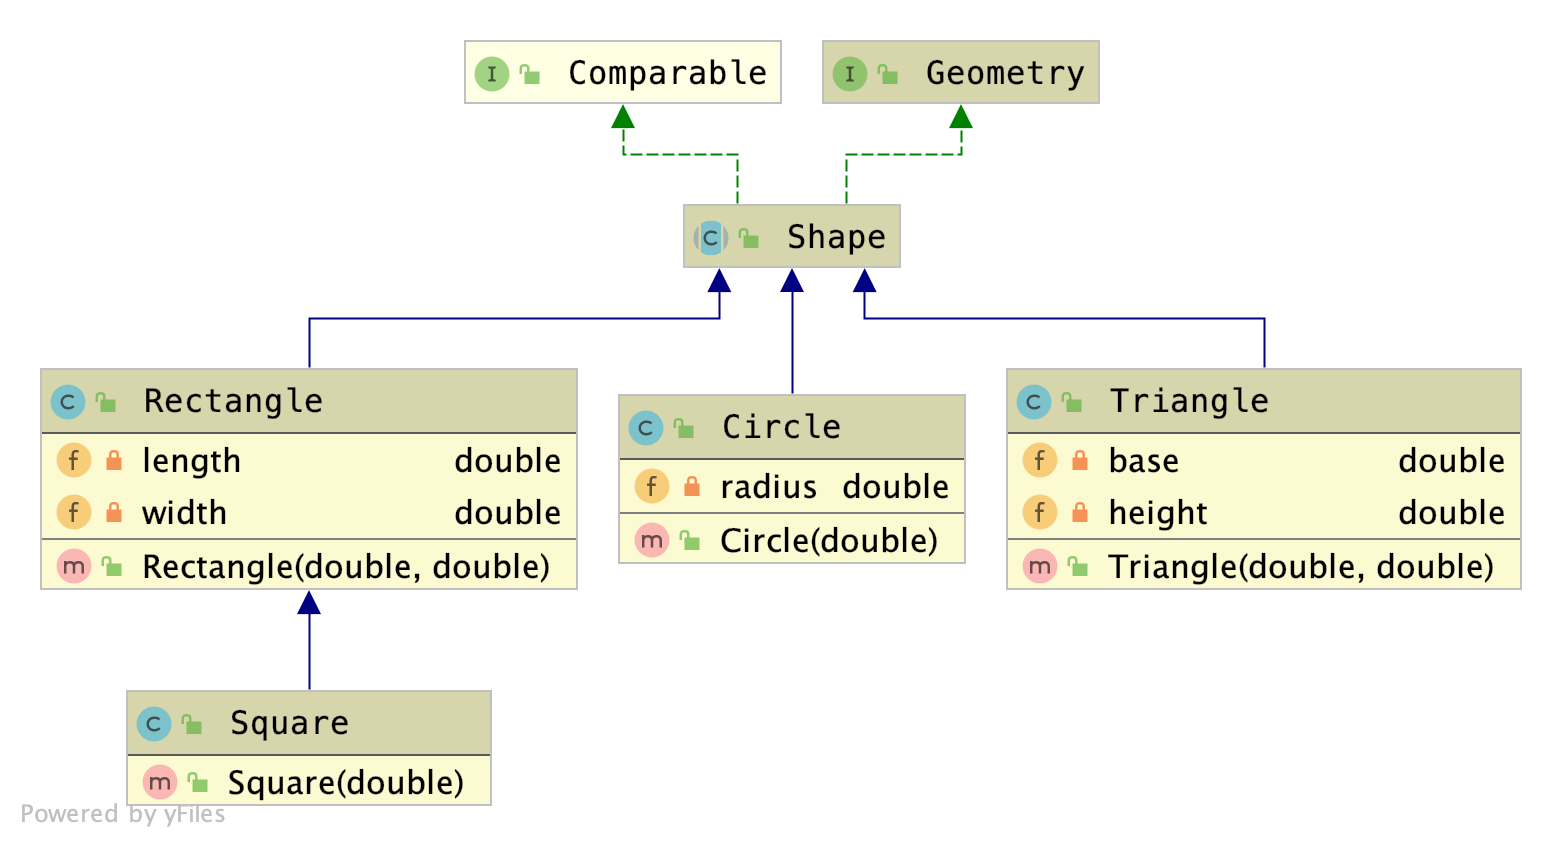 I Comparable
I Geometry
C Shape
C Rectangle
f length double
f width double
m Rectangle(double, double)
C Circle
f radius double
m Circle(double)
C Triangle
f base double
f height double
m Triangle(double, double)
C Square
m Square(double)
Powered by yFiles